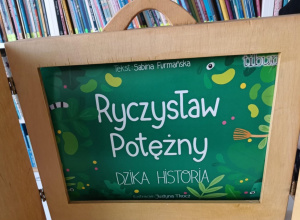 Tekst: Sabina Furmańska
Ryczysław
Potężny
DZIKA HISTORIA